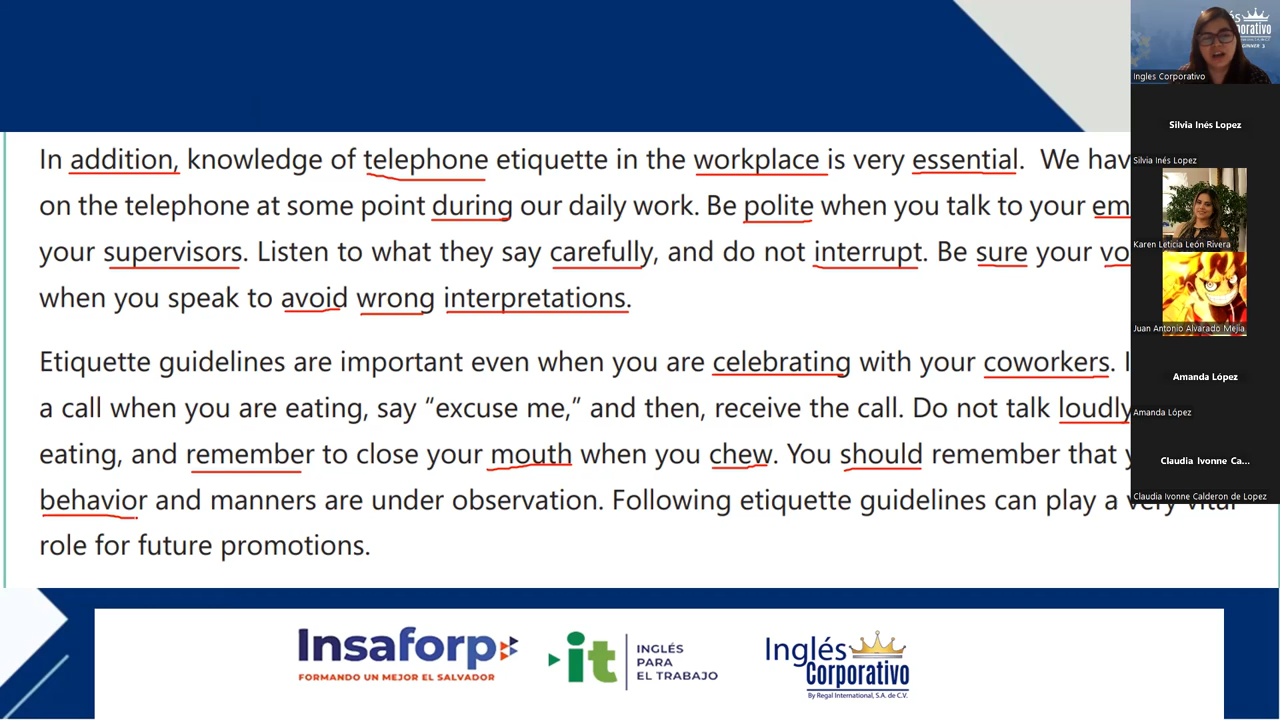 In addition, knowledge of telephone etiquette in the workplace is very essential. We hav
on the telephone at some point during our daily work. Be polite when you talk to your em
your supervisors. Listen to what they say carefully, and do not interrupt. Be sure your vo
when you speak to avoid wrong interpretations.
Etiquette guidelines are important even when you are celebrating with your coworkers. I
a call when you are eating, say “excuse me,” and then, receive the call. Do not talk loudly
eating, and remember to close your mouth when you chew. You should remember that y
behavior and manners are under observation. Following etiquette guidelines can play a very vital
role for future promotions.
Ingles Corporativo
Silvia Inés Lopez
Silvia Inés Lopez
Karen Leticia León Rivera
Juan Antonio Alvarado Mejía
Amanda López
Amanda López
Claudia Ivonne Ca...
Claudia Ivonne Calderon de Lopez
Insaforp
FORMANDO UN MEJOR EL SALVADOR
it
INGLÉS
PARA
EL TRABAJO
Inglés
Corporativo
By Regal International, S.A. de C.V.